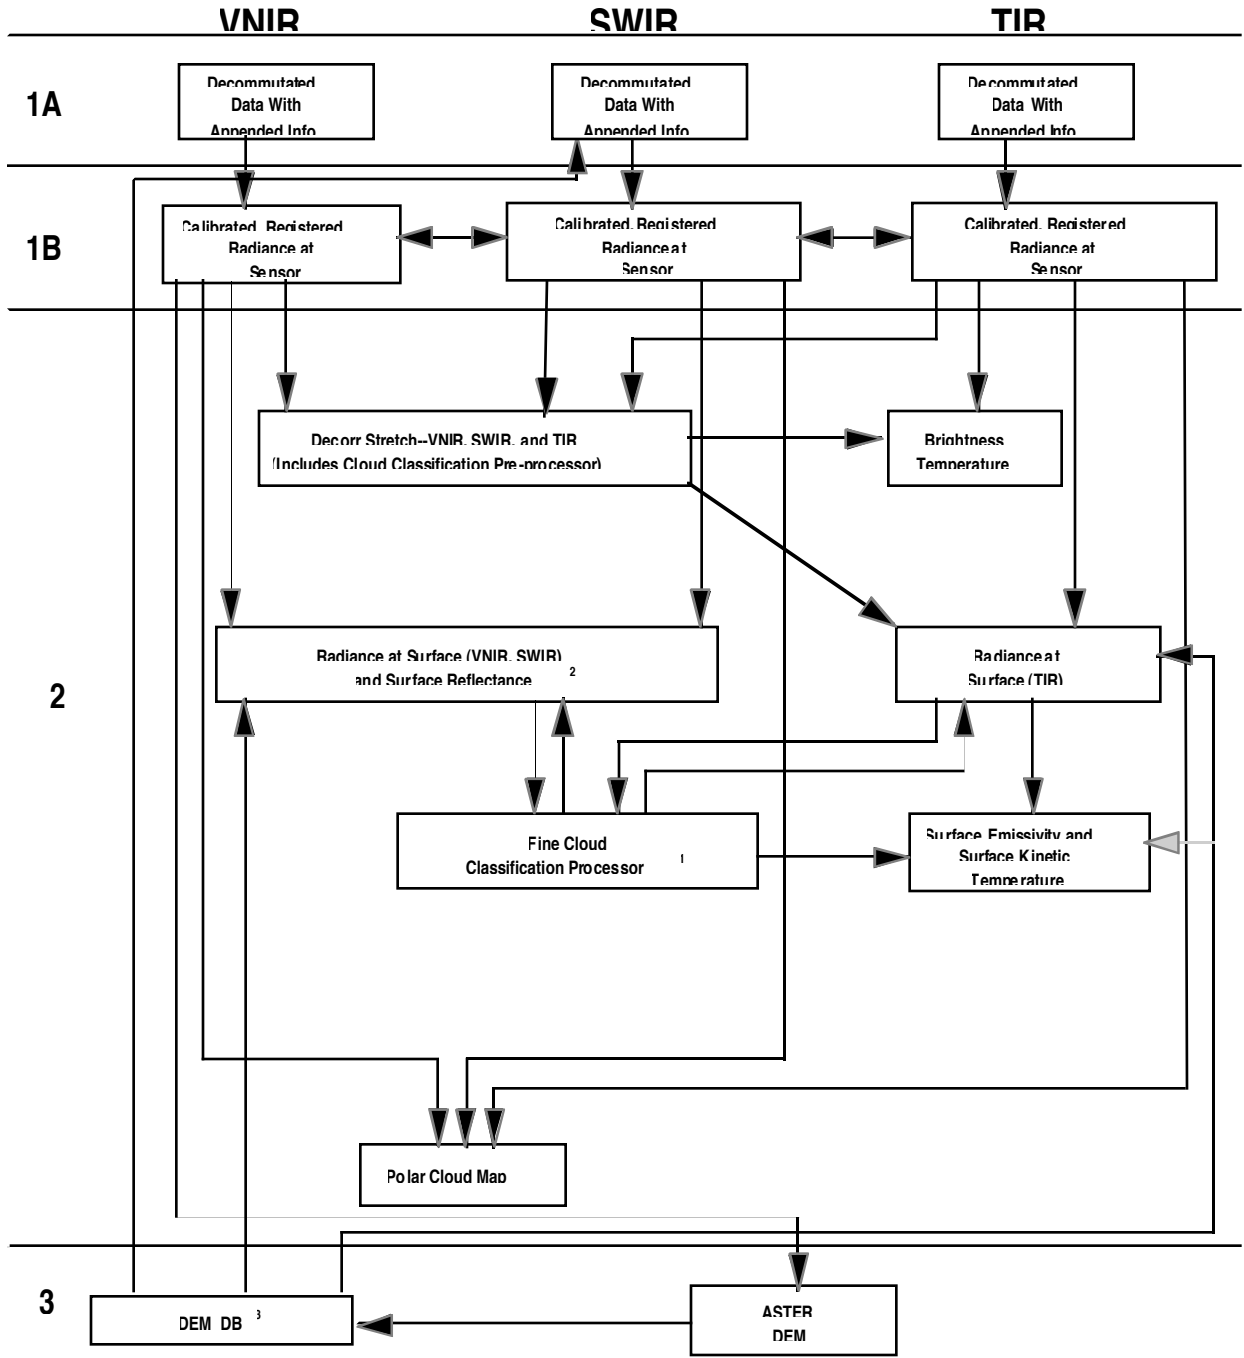 VNIR SWIR TIR
1A
Decommutated
Data With
Appended Info
Decommutated
Data With
Appended Info
Decommutated
Data With
Appended Info
1B
Calibrated, Registered
Radiance at
Sensor
Calibrated, Registered
Radiance at
Sensor
Calibrated, Registered
Radiance at
Sensor
Decorr Stretch--VNIR, SWIR, and TIR
(Includes Cloud Classification Pre-processor)
Brightness
Temperature
2
Radiance at Surface (VNIR, SWIR)
and Surface Reflectance 2
Radiance at
Surface (TIR)
Fine Cloud
Classification Processor 1
Surface Emissivity and
Surface Kinetic
Temperature
Polar Cloud Map
3
DEM DB 3
ASTER
DEM